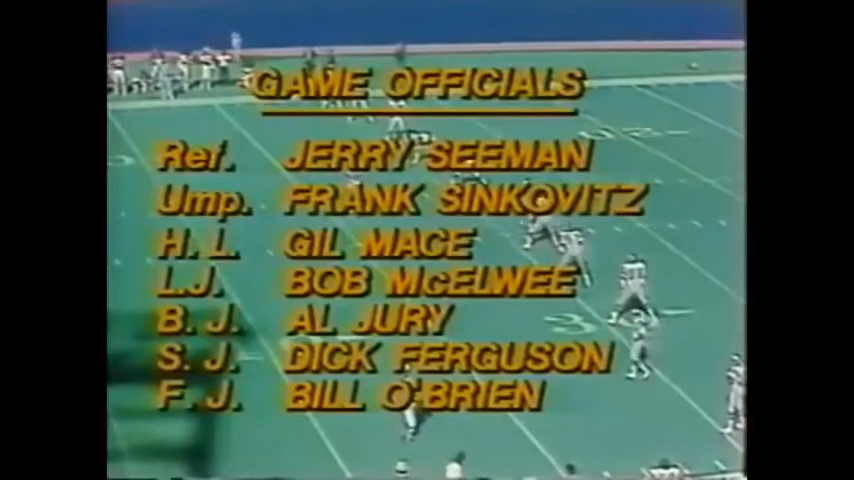 GAME OFFICIALS
Ref. JERRY SEEMAN
Ump. FRANK SINKOVITZ
H. L. GIL MACE
L.J. BOB McELWEE
B. J. AL JURY
S. J. DICK FERGUSON
F. J. BILL O'BRIEN